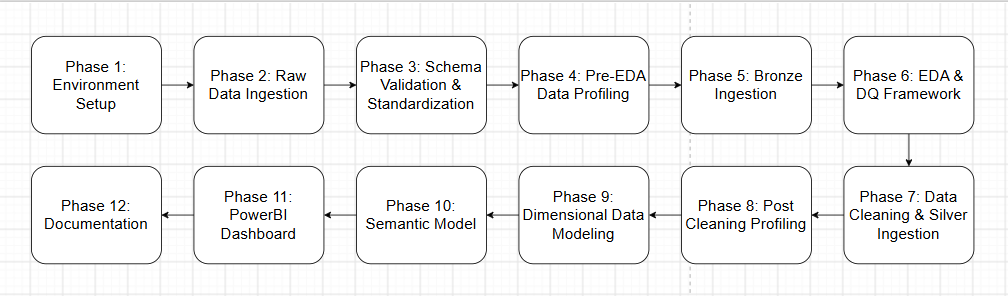 Phase 1:
Environment
Setup
Phase 2: Raw
Data Ingestion
Phase 3: Schema
Validation &
Standardization
Phase 4: Pre-EDA
Data Profiling
Phase 5: Bronze
Ingestion
Phase 6: EDA &
DQ Framework
Phase 12:
Documentation
Phase 11:
PowerBI
Dashboard
Phase 10:
Semantic Model
Phase 9:
Dimensional Data
Modeling
Phase 8: Post
Cleaning Profiling
Phase 7: Data
Cleaning & Silver
Ingestion